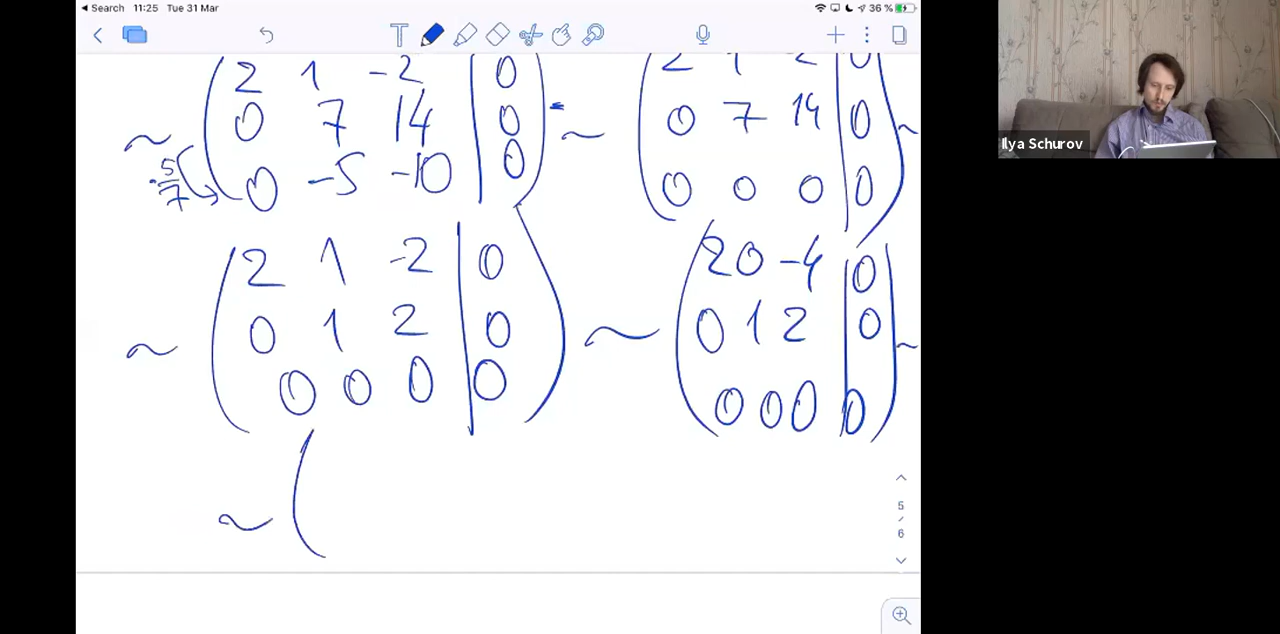 Search 11:25 Tue 31 Mar 36 %
T
2 1 -2 | 0
0 7 14 | 0
0 -5 -10 | 0
· 5/7
~
~
2 1 -2 | 0
0 7 14 | 0
0 0 0 | 0
~
~
2 1 -2 | 0
0 1 2 | 0
0 0 0 | 0
~
2 0 -4 | 0
0 1 2 | 0
0 0 0 | 0
~
~ (
5
/
6
Ilya Schurov